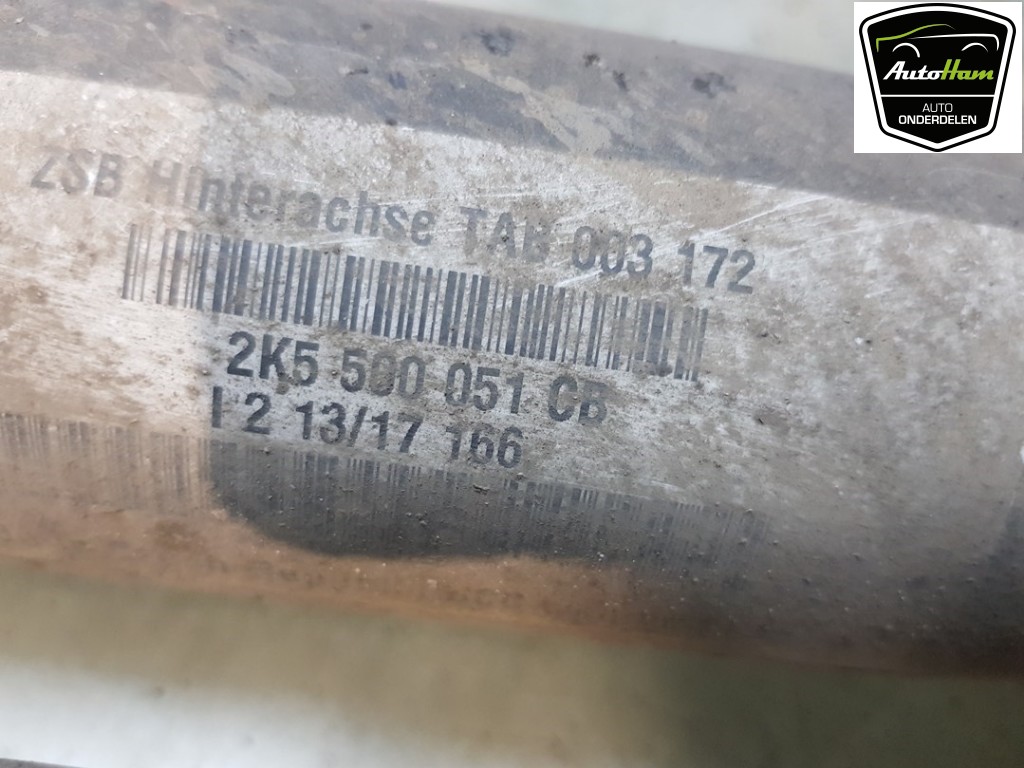 AutoHam
AUTO
ONDERDELEN
ZSB Hinterachse TAB 003 172
2K5 500 051 CB
I 2 13/17 166